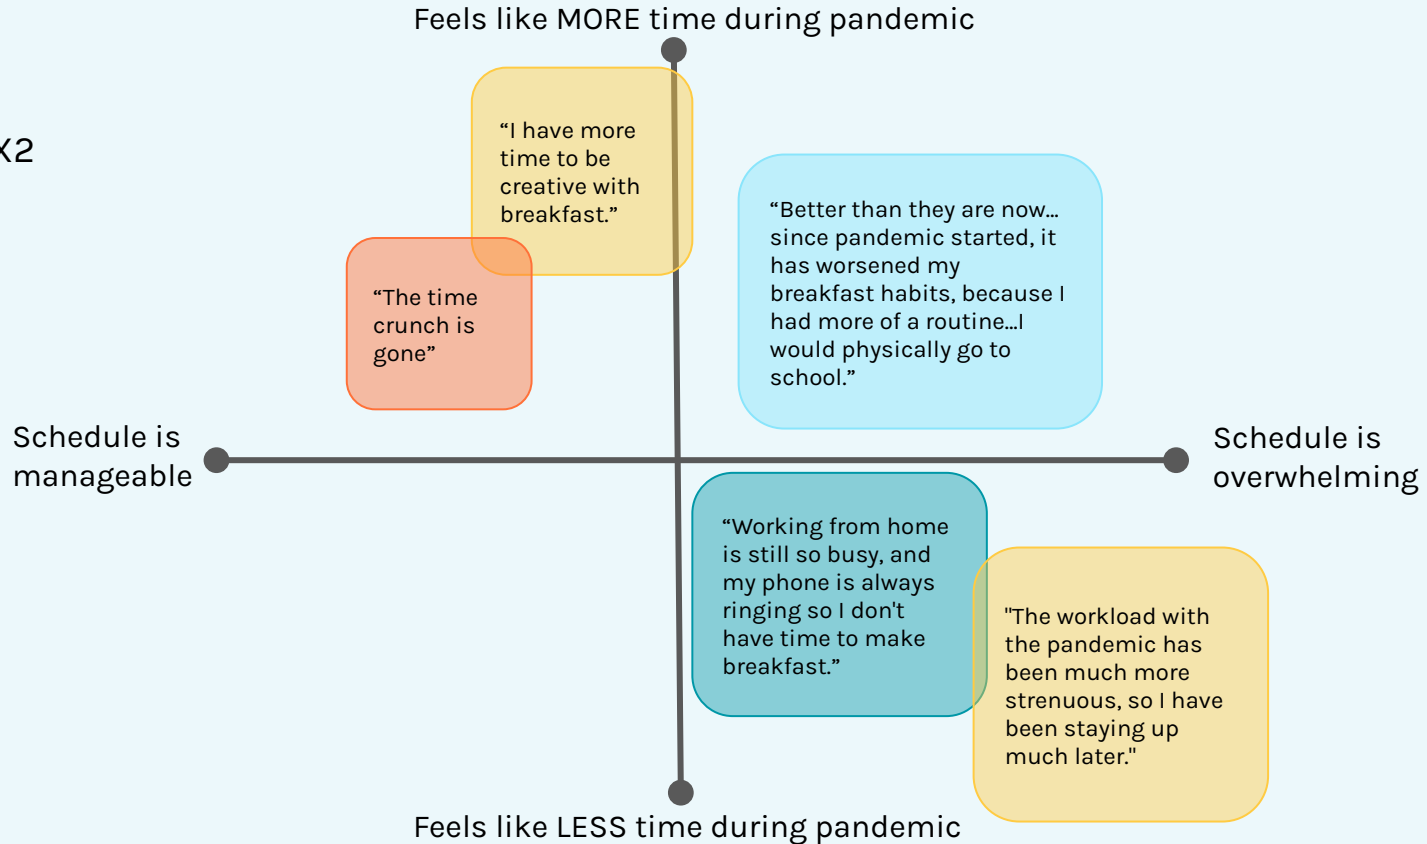 Feels like MORE time during pandemic
X2
“I have more
time to be
creative with
breakfast.”
“The time
crunch is
gone”
“Better than they are now...
since pandemic started, it
has worsened my
breakfast habits, because I
had more of a routine...I
would physically go to
school.”
Schedule is
manageable
Schedule is
overwhelming
“Working from home
is still so busy, and
my phone is always
ringing so I don't
have time to make
breakfast.”
"The workload with
the pandemic has
been much more
strenuous, so I have
been staying up
much later."
Feels like LESS time during pandemic